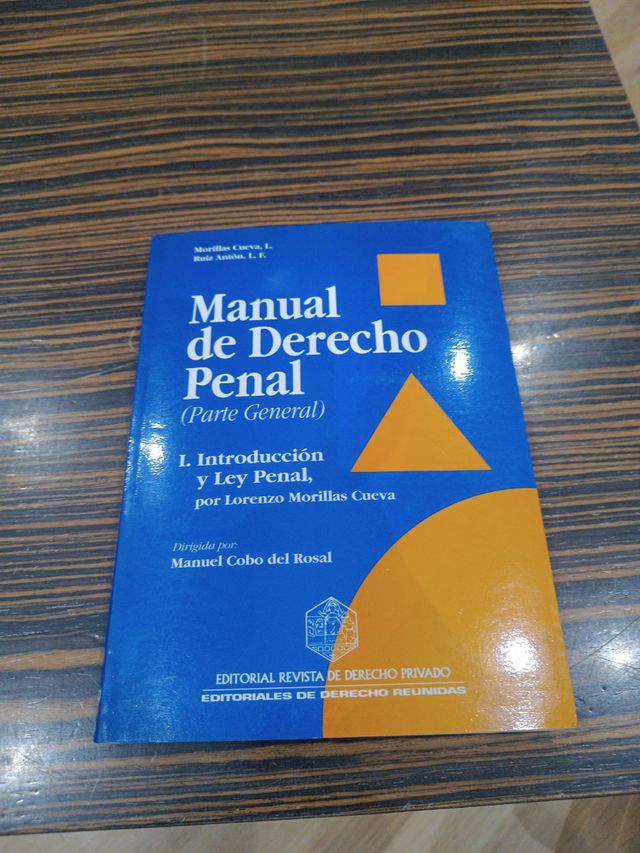 Morillas Cueva, L.
Ruiz Antón, L. F.
Manual
de Derecho
Penal
(Parte General)
I. Introducción
y Ley Penal,
por Lorenzo Morillas Cueva
Dirigida por:
Manuel Cobo del Rosal
EDITORIAL REVISTA DE DERECHO PRIVADO
EDITORIALES DE DERECHO REUNIDAS